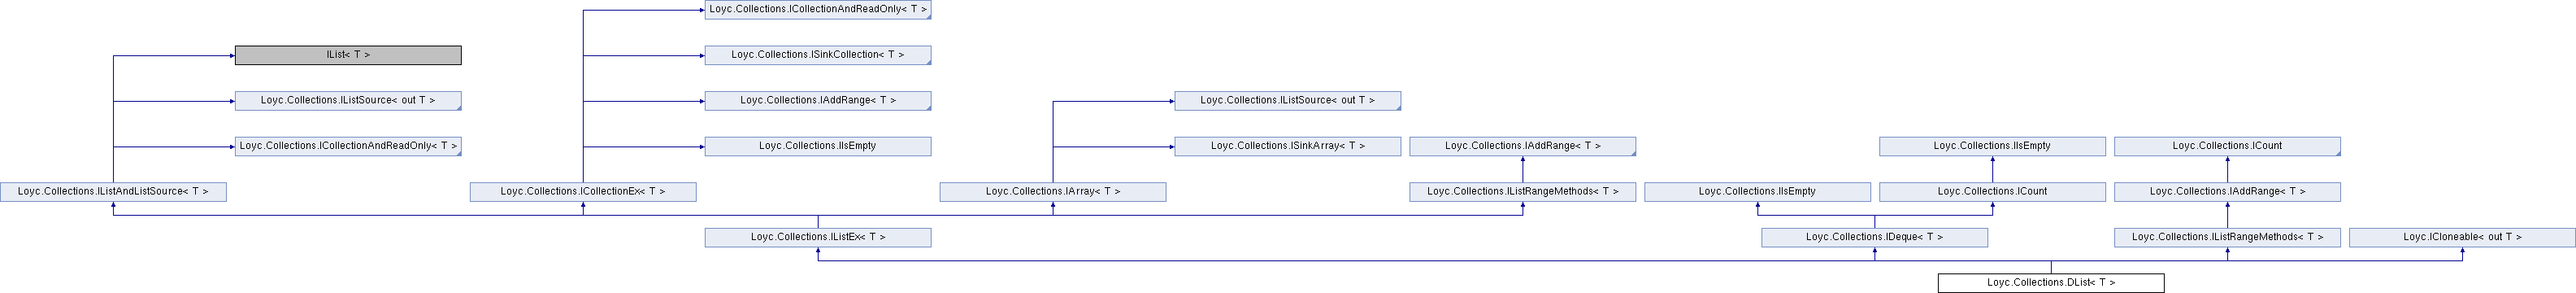 Loyc.Collections.ICollectionAndReadOnly< T >
IList< T >
Loyc.Collections.ISinkCollection< T >
Loyc.Collections.IListSource< out T >
Loyc.Collections.IAddRange< T >
Loyc.Collections.IListSource< out T >
Loyc.Collections.ICollectionAndReadOnly< T >
Loyc.Collections.IIsEmpty
Loyc.Collections.ISinkArray< T >
Loyc.Collections.IAddRange< T >
Loyc.Collections.IIsEmpty
Loyc.Collections.ICount
Loyc.Collections.IListAndListSource< T >
Loyc.Collections.ICollectionEx< T >
Loyc.Collections.IArray< T >
Loyc.Collections.IListRangeMethods< T >
Loyc.Collections.IIsEmpty
Loyc.Collections.ICount
Loyc.Collections.IAddRange< T >
Loyc.Collections.IListEx< T >
Loyc.Collections.IDeque< T >
Loyc.Collections.IListRangeMethods< T >
Loyc.ICloneable< out T >
Loyc.Collections.DList< T >